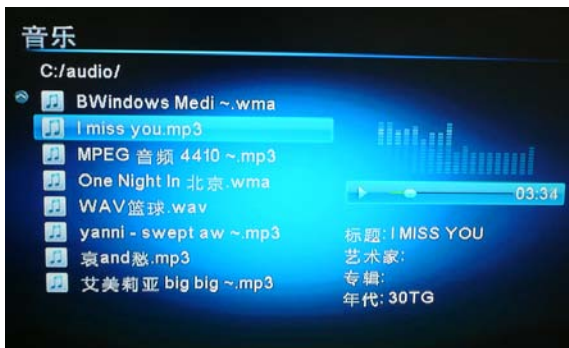 音乐
C:/audio/
BWindows Medi ~.wma
I miss you.mp3
MPEG 音频 4410 ~.mp3
One Night In 北京.wma
WAV篮球.wav
yanni - swept aw ~.mp3
哀and愁.mp3
艾美莉亚 big big ~.mp3
03:34
标题: I MISS YOU
艺术家:
专辑:
年代: 30TG